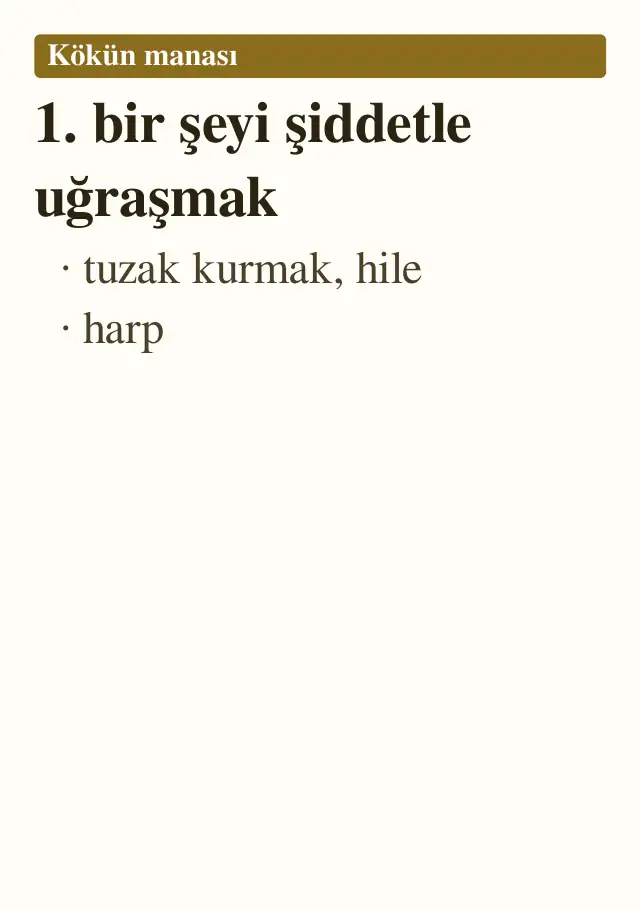 Kökün manası
1. bir şeyi şiddetle
uğraşmak
· tuzak kurmak, hile
· harp